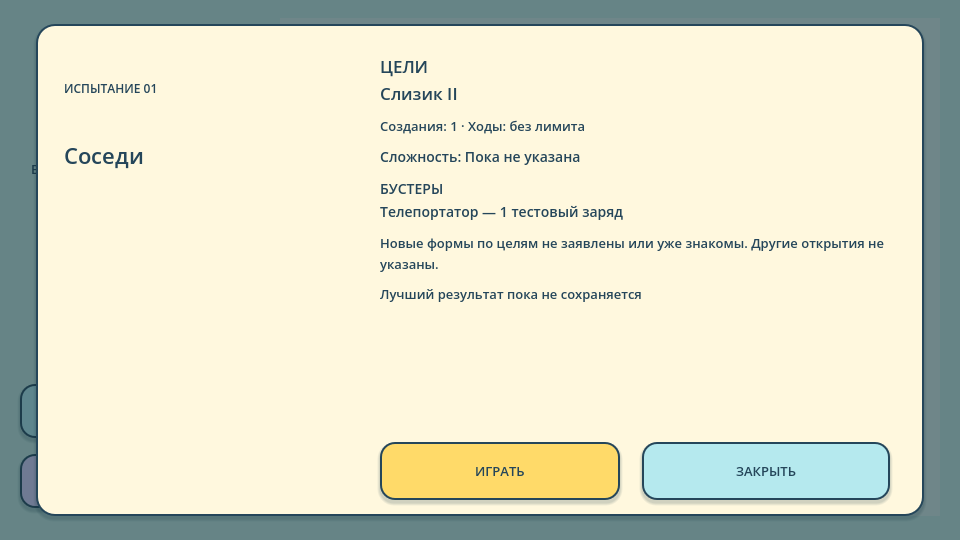 ИСПЫТАНИЕ 01
Соседи
ЦЕЛИ
Слизик II
Создания: 1 · Ходы: без лимита
Сложность: Пока не указана
БУСТЕРЫ
Телепортатор — 1 тестовый заряд
Новые формы по целям не заявлены или уже знакомы. Другие открытия не
указаны.
Лучший результат пока не сохраняется
ИГРАТЬ
ЗАКРЫТЬ